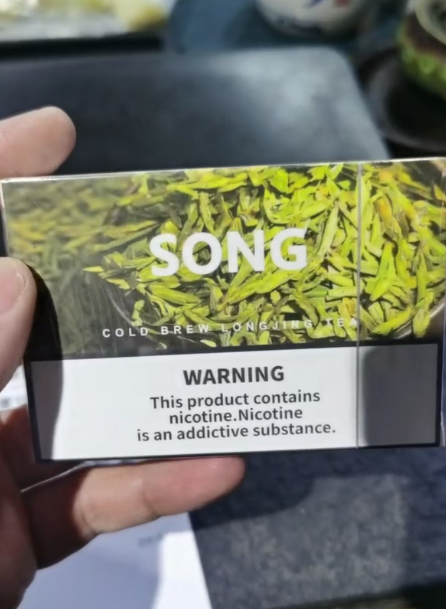 SONG
COLD BREW LONGJING TEA
WARNING
This product contains
nicotine.Nicotine
is an addictive substance.